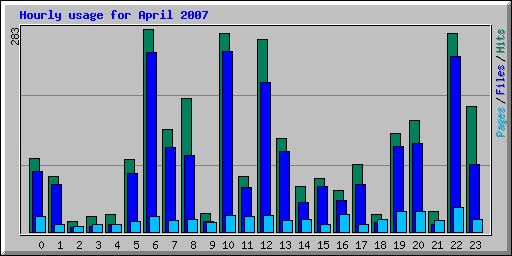 Hourly usage for April 2007
283
Pages/Files/Hits
0 1 2 3 4 5 6 7 8 9 10 11 12 13 14 15 16 17 18 19 20 21 22 23